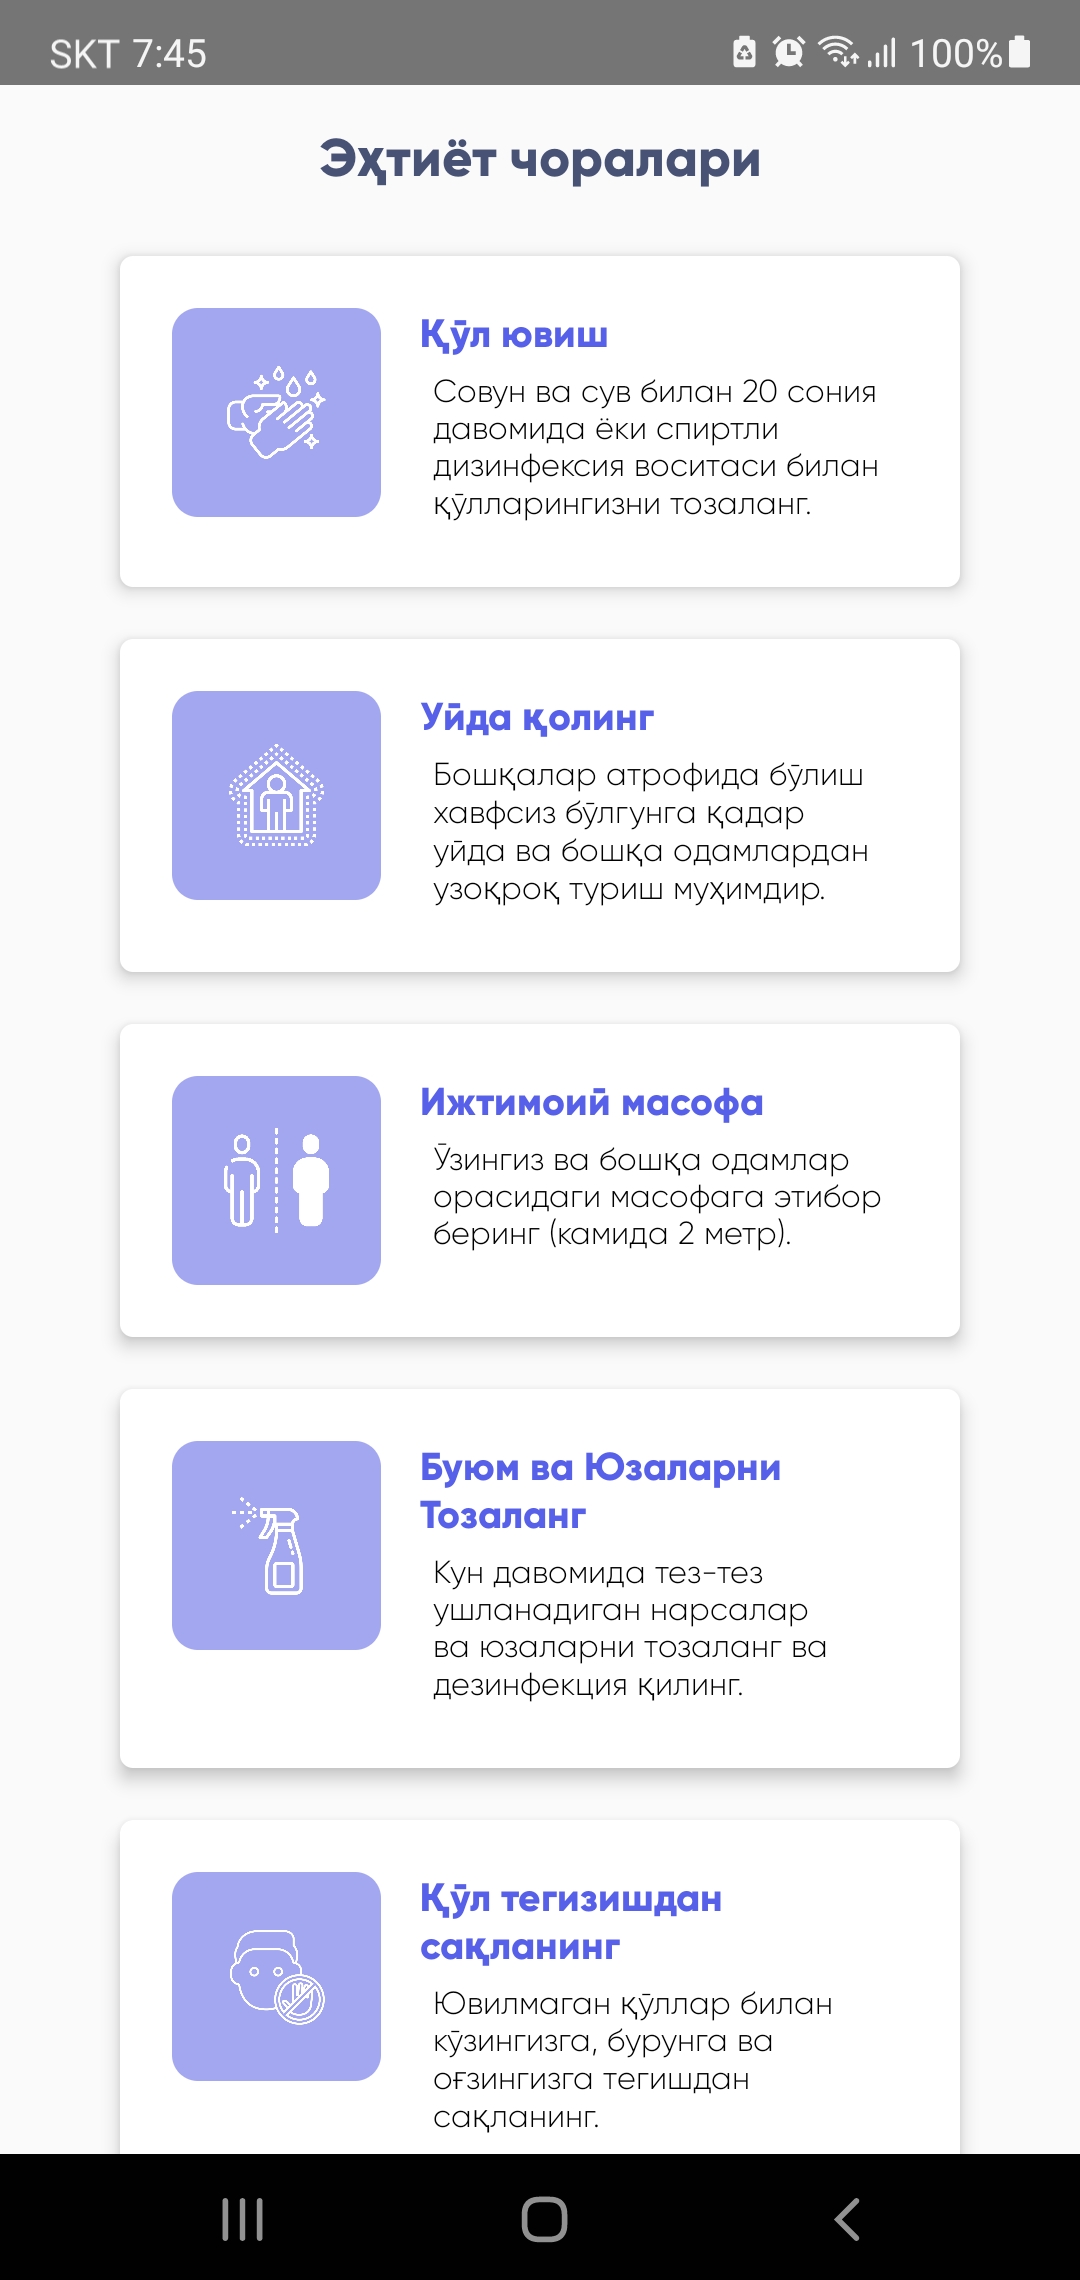 SKT 7:45
100%
Эҳтиёт чоралари
Қўл ювиш
Совун ва сув билан 20 сония
давомида ёки спиртли
дизинфексия воситаси билан
қўлларингизни тозаланг.
Уйда қолинг
Бошқалар атрофида бўлиш
хавфсиз бўлгунга қадар
уйда ва бошқа одамлардан
узоқроқ туриш муҳимдир.
Ижтимоий масофа
Ўзингиз ва бошқа одамлар
орасидаги масофага этибор
беринг (камида 2 метр).
Буюм ва Юзаларни
Тозаланг
Кун давомида тез-тез
ушланадиган нарсалар
ва юзаларни тозаланг ва
дезинфекция қилинг.
Қўл тегизишдан
сақланинг
Ювилмаган қўллар билан
кўзингизга, бурунга ва
оғзингизга тегишдан
сақланинг.